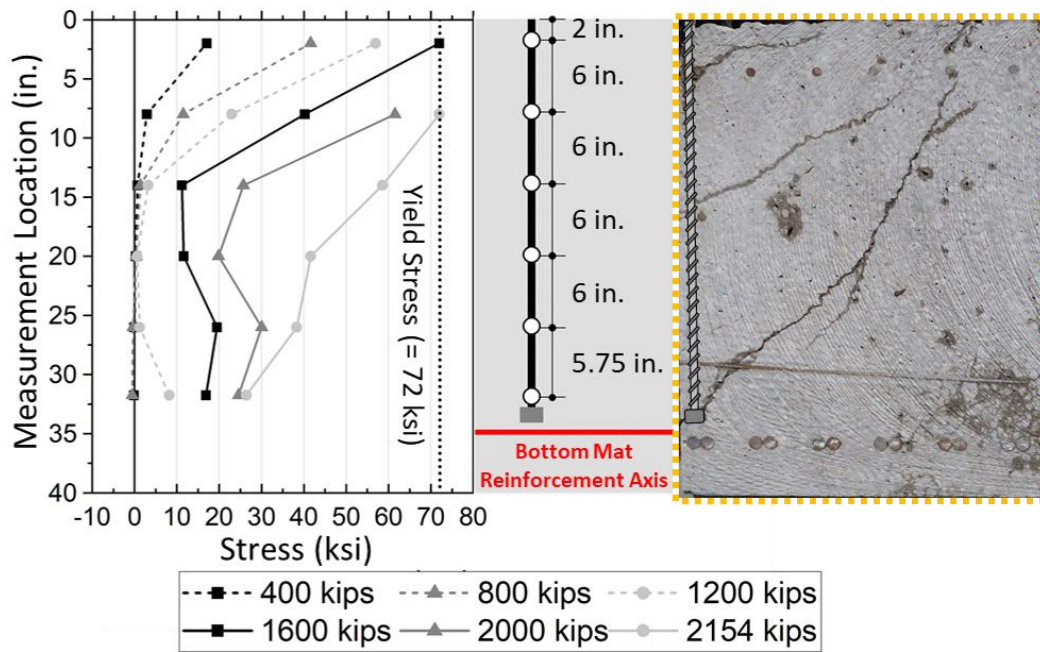 Measurement Location (in.)
0
5
10
15
20
25
30
35
40
-10 0 10 20 30 40 50 60 70 80
Stress (ksi)
Yield Stress (= 72 ksi)
2 in.
6 in.
6 in.
6 in.
6 in.
5.75 in.
Bottom Mat
Reinforcement Axis
400 kips 800 kips 1200 kips
1600 kips 2000 kips 2154 kips